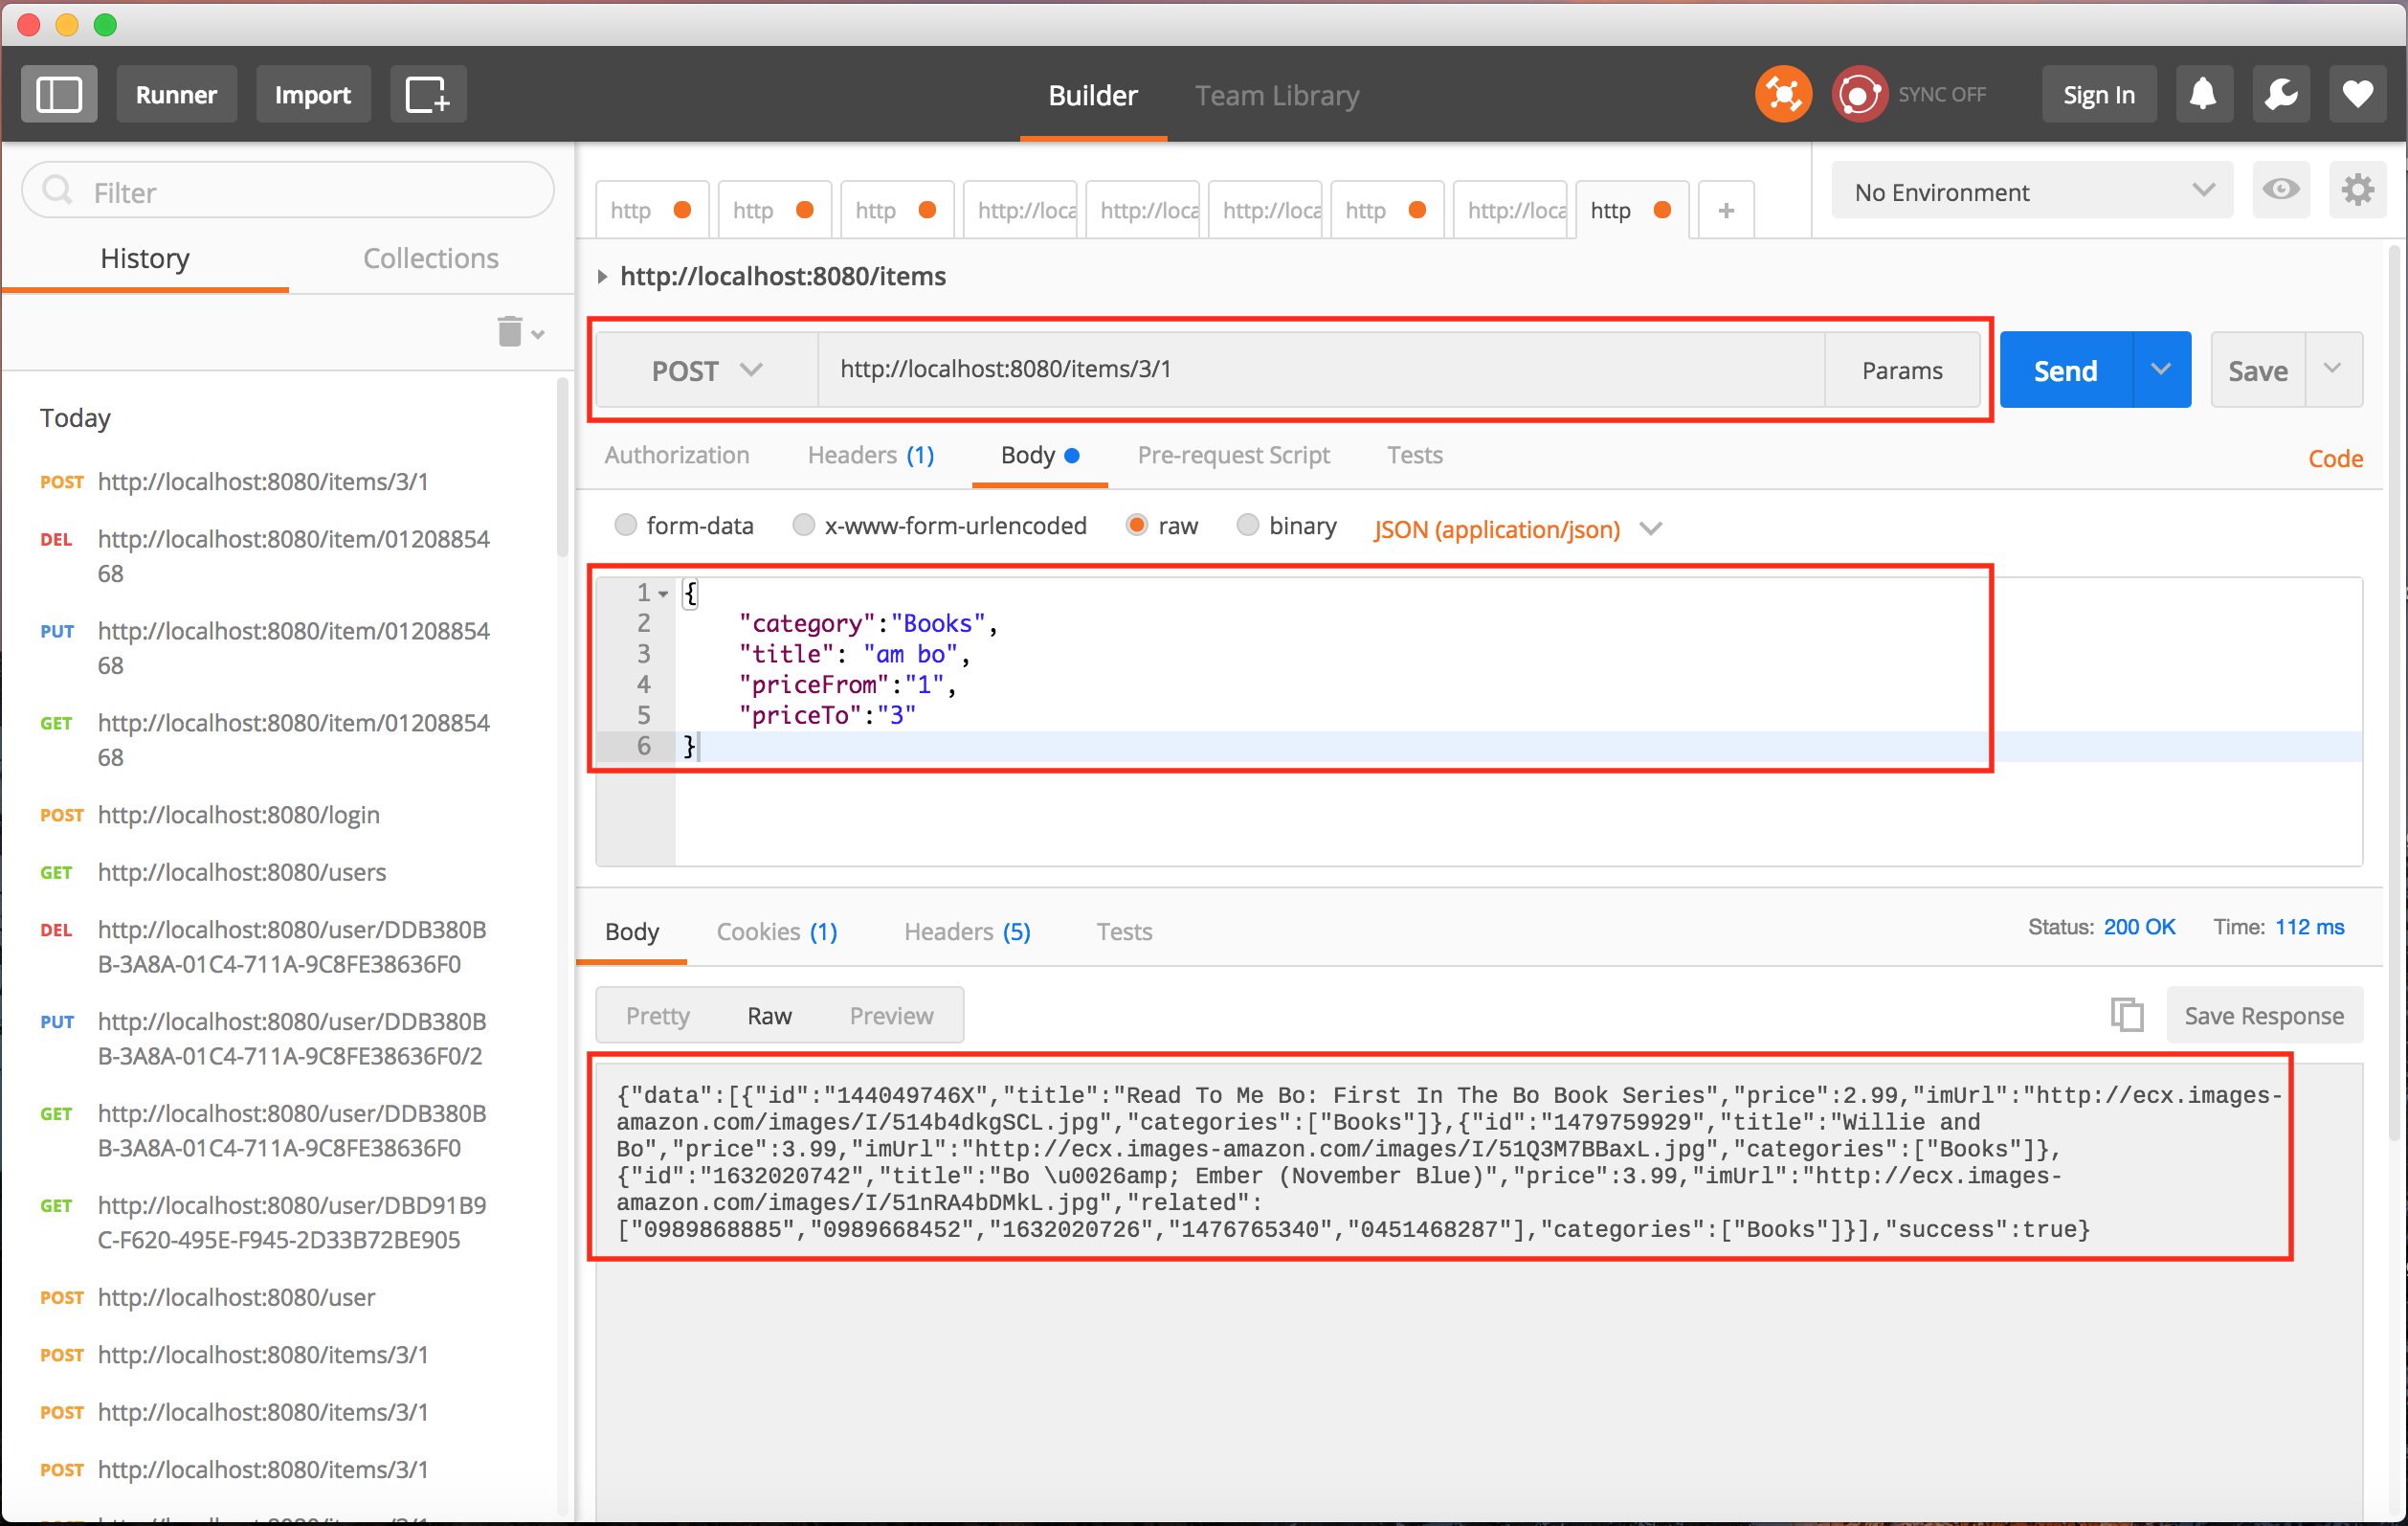 Runner Import Builder Team Library SYNC OFF Sign In
Filter
History Collections
Today
POST http://localhost:8080/items/3/1
DEL http://localhost:8080/item/01208854
68
PUT http://localhost:8080/item/01208854
68
GET http://localhost:8080/item/01208854
68
POST http://localhost:8080/login
GET http://localhost:8080/users
DEL http://localhost:8080/user/DDB380B
B-3A8A-01C4-711A-9C8FE38636F0
PUT http://localhost:8080/user/DDB380B
B-3A8A-01C4-711A-9C8FE38636F0/2
GET http://localhost:8080/user/DDB380B
B-3A8A-01C4-711A-9C8FE38636F0
GET http://localhost:8080/user/DBD91B9
C-F620-495E-F945-2D33B72BE905
POST http://localhost:8080/user
POST http://localhost:8080/items/3/1
POST http://localhost:8080/items/3/1
POST http://localhost:8080/items/3/1
http http http http://loca http://loca http://loca http http://loca http + No Environment
http://localhost:8080/items
POST http://localhost:8080/items/3/1 Params Send Save
Authorization Headers (1) Body Pre-request Script Tests Code
form-data x-www-form-urlencoded raw binary JSON (application/json)
1 {
2 "category":"Books",
3 "title": "am bo",
4 "priceFrom":"1",
5 "priceTo":"3"
6 }
Body Cookies (1) Headers (5) Tests Status: 200 OK Time: 112 ms
Pretty Raw Preview Save Response
{"data":[{"id":"144049746X","title":"Read To Me Bo: First In The Bo Book Series","price":2.99,"imUrl":"http://ecx.images-
amazon.com/images/I/514b4dkgSCL.jpg","categories":["Books"]},{"id":"1479759929","title":"Willie and
Bo","price":3.99,"imUrl":"http://ecx.images-amazon.com/images/I/51Q3M7BBaxL.jpg","categories":["Books"]},
{"id":"1632020742","title":"Bo \u0026amp; Ember (November Blue)","price":3.99,"imUrl":"http://ecx.images-
amazon.com/images/I/51nRA4bDMkL.jpg","related":
["0989868885","0989668452","1632020726","1476765340","0451468287"],"categories":["Books"]}],"success":true}